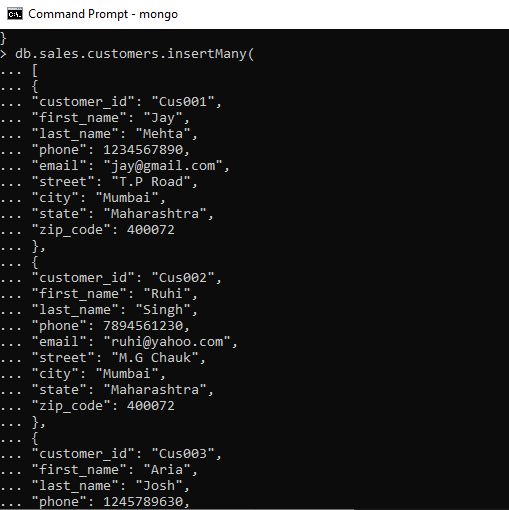 Command Prompt - mongo
}
> db.sales.customers.insertMany(
... [
... {
... "customer_id": "Cus001",
... "first_name": "Jay",
... "last_name": "Mehta",
... "phone": 1234567890,
... "email": "jay@gmail.com",
... "street": "T.P Road",
... "city": "Mumbai",
... "state": "Maharashtra",
... "zip_code": 400072
... },
... {
... "customer_id": "Cus002",
... "first_name": "Ruhi",
... "last_name": "Singh",
... "phone": 7894561230,
... "email": "ruhi@yahoo.com",
... "street": "M.G Chauk",
... "city": "Mumbai",
... "state": "Maharashtra",
... "zip_code": 400072
... },
... {
... "customer_id": "Cus003",
... "first_name": "Aria",
... "last_name": "Josh",
... "phone": 1245789630,